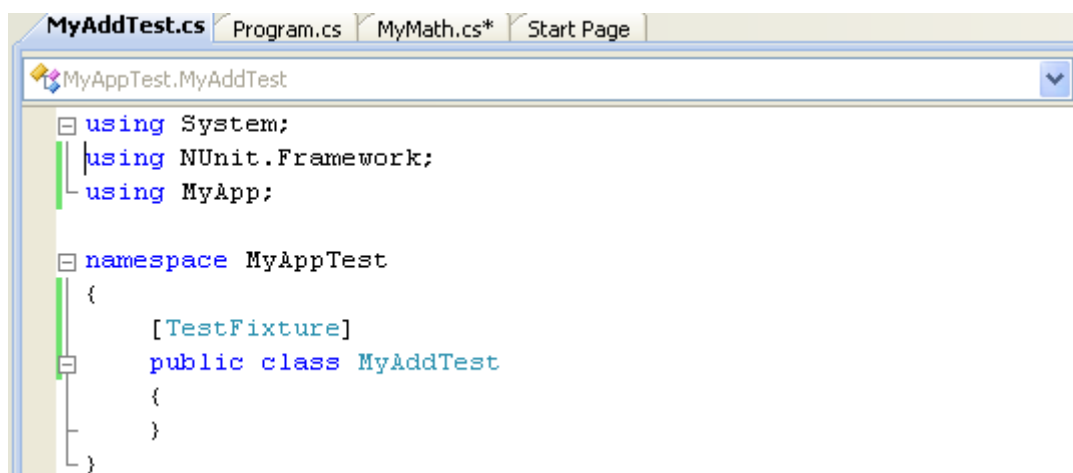 MyAddTest.cs Program.cs MyMath.cs* Start Page
MyAppTest.MyAddTest
using System;
using NUnit.Framework;
using MyApp;
namespace MyAppTest
{
[TestFixture]
public class MyAddTest
{
}
}